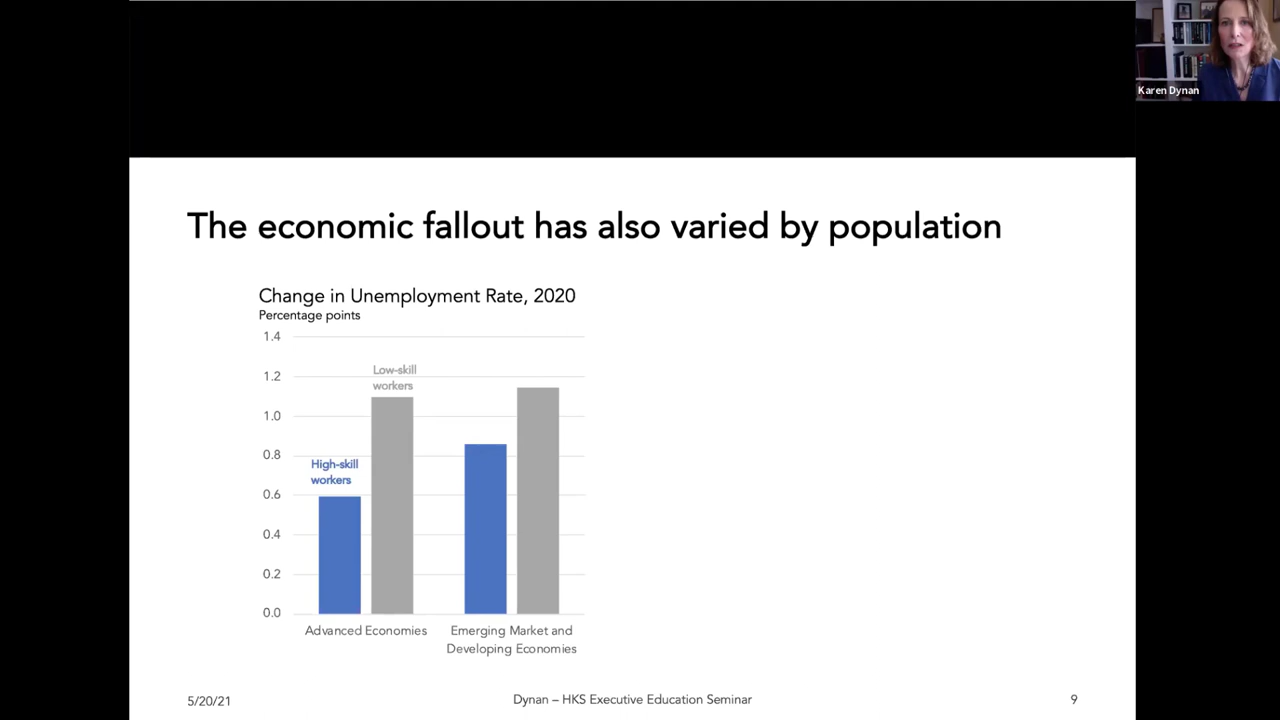 Karen Dynan
The economic fallout has also varied by population
Change in Unemployment Rate, 2020
Percentage points
1.4
1.2
1.0
0.8
0.6
0.4
0.2
0.0
Low-skill
workers
High-skill
workers
Advanced Economies
Emerging Market and
Developing Economies
5/20/21
Dynan – HKS Executive Education Seminar
9